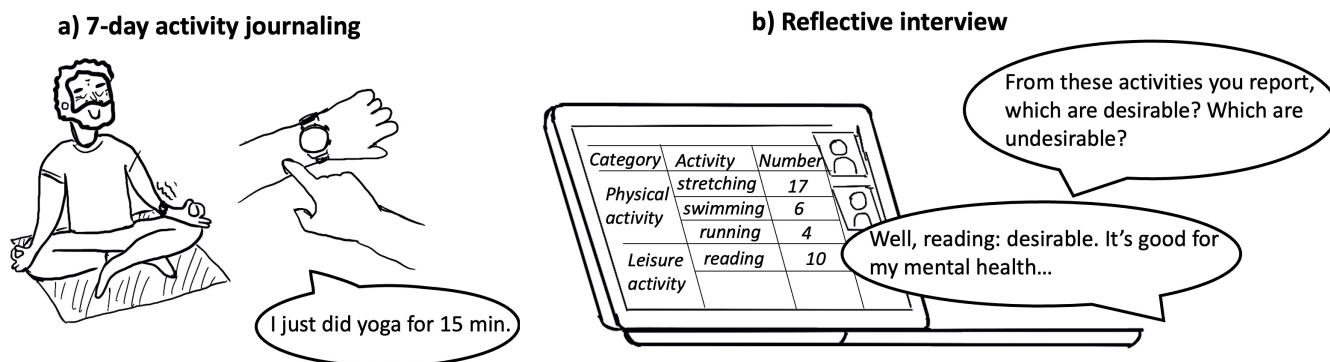 a) 7-day activity journaling
I just did yoga for 15 min.
b) Reflective interview
From these activities you report,
which are desirable? Which are
undesirable?
Category Activity Number
Physical
activity
stretching 17
swimming 6
running 4
Leisure
activity
reading 10
Well, reading: desirable. It's good for
my mental health...